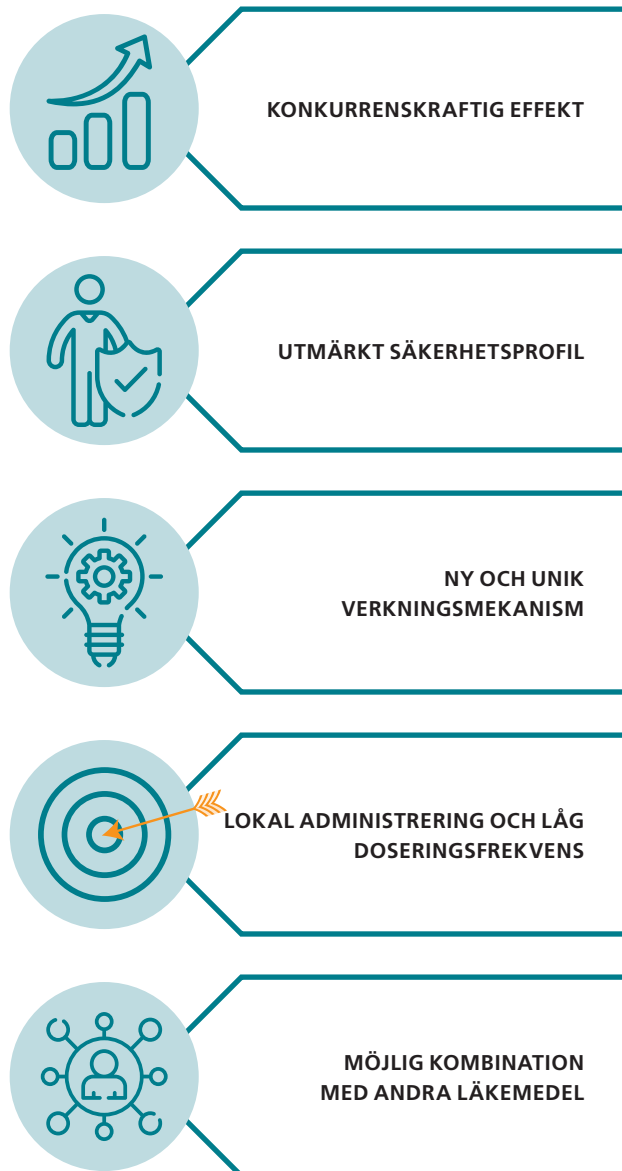 KONKURRENSKRAFTIG EFFEKT
UTMÄRKT SÄKERHETSPROFIL
NY OCH UNIK
VERKNINGSMEKANISM
LOKAL ADMINISTRERING OCH LÅG
DOSERINGSFREKVENS
MÖJLIG KOMBINATION
MED ANDRA LÄKEMEDEL